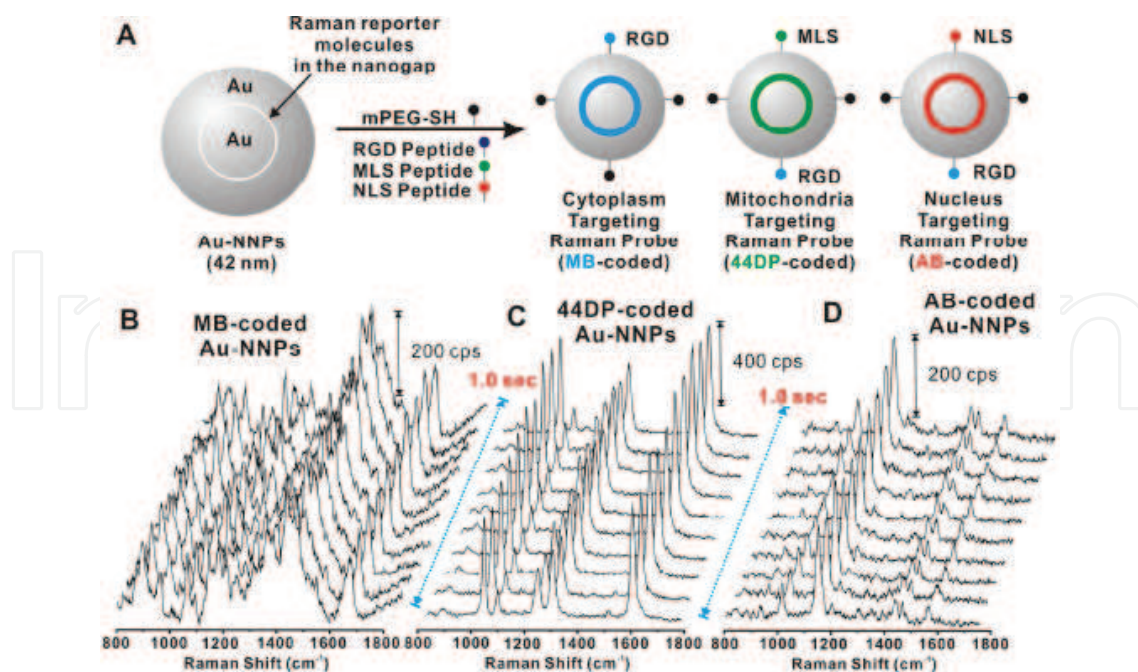 A
Raman reporter
molecules
in the nanogap
Au
Au
Au-NNPs
(42 nm)
mPEG-SH
RGD Peptide
MLS Peptide
NLS Peptide
RGD
Cytoplasm
Targeting
Raman Probe
(MB-coded)
MLS
RGD
Mitochondria
Targeting
Raman Probe
(44DP-coded)
NLS
RGD
Nucleus
Targeting
Raman Probe
(AB-coded)
B
MB-coded
Au-NNPs
200 cps
1.0 sec
800 1000 1200 1400 1600 1800
Raman Shift (cm-1)
C
44DP-coded
Au-NNPs
400 cps
1.0 sec
800 1000 1200 1400 1600 1800
Raman Shift (cm-1)
D
AB-coded
Au-NNPs
200 cps
800 1000 1200 1400 1600 1800
Raman Shift (cm-1)